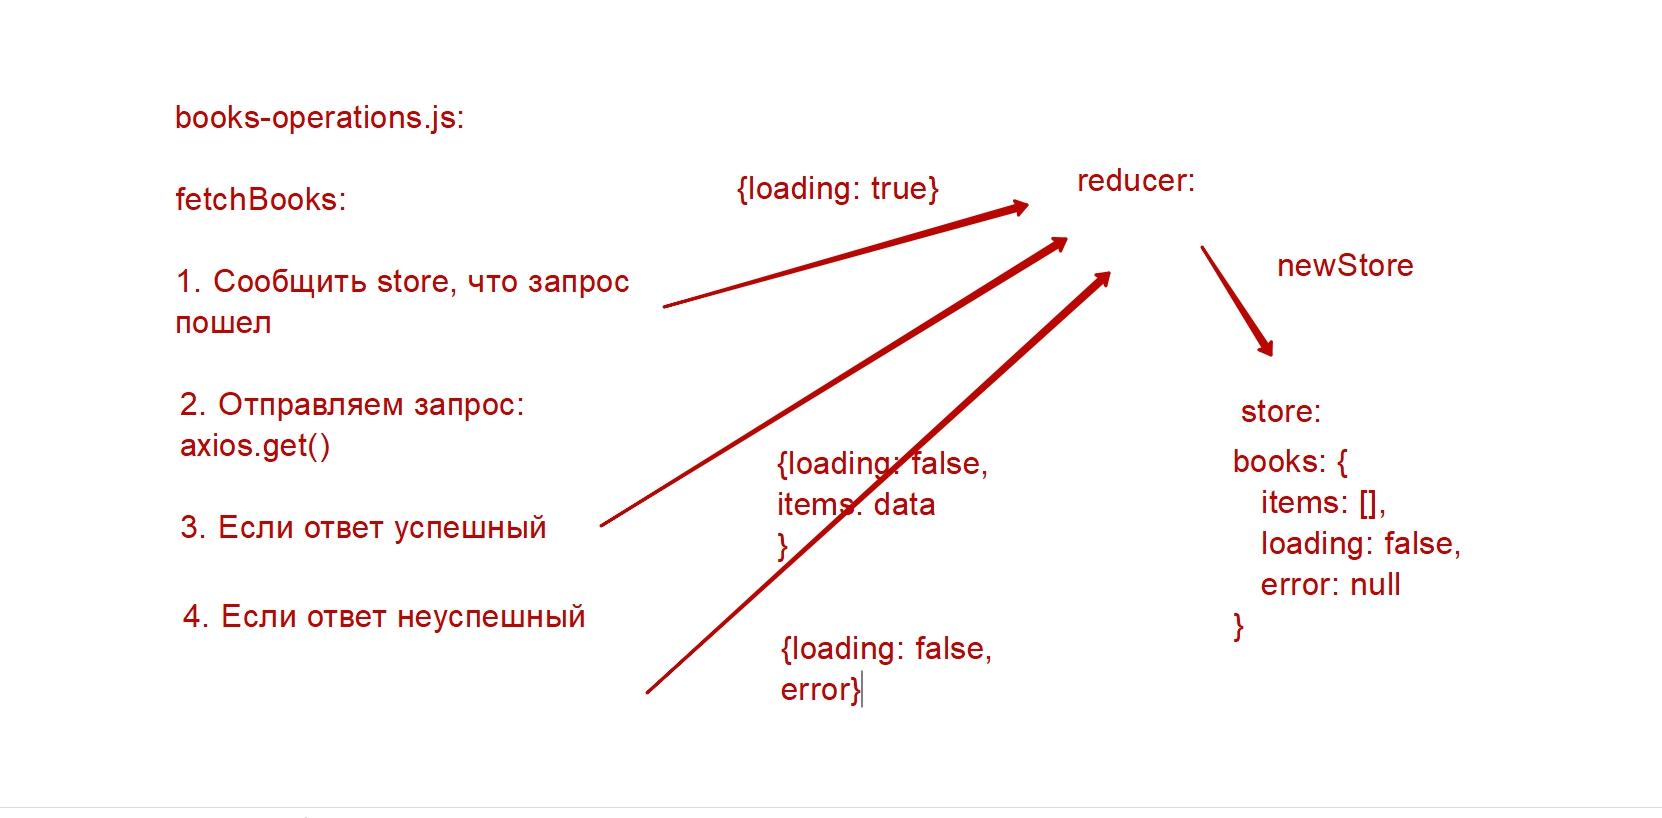 books-operations.js:
fetchBooks:
1. Сообщить store, что запрос
пошел
2. Отправляем запрос:
axios.get()
3. Если ответ успешный
4. Если ответ неуспешный
{loading: true}
{loading: false,
items: data
}
{loading: false,
error}
reducer:
newStore
store:
books: {
items: [],
loading: false,
error: null
}